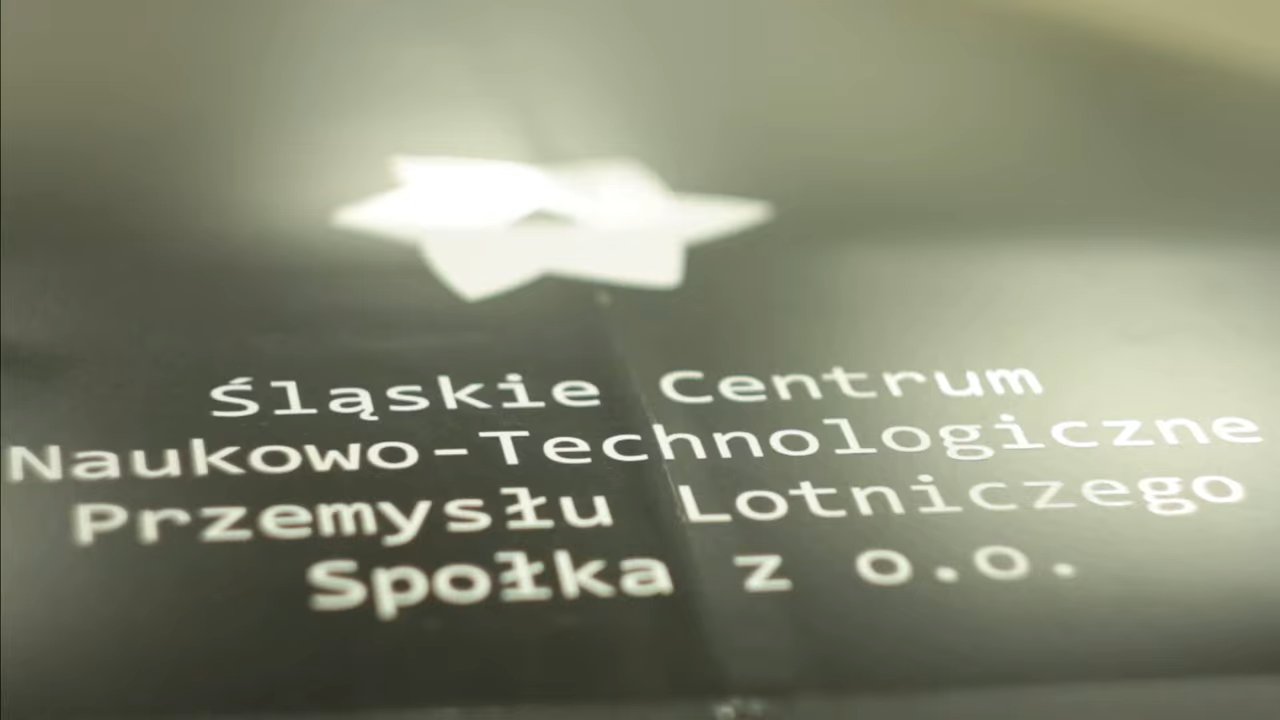 Śląskie Centrum
Naukowo-Technologiczne
Przemysłu Lotniczego
Społka z o.o.